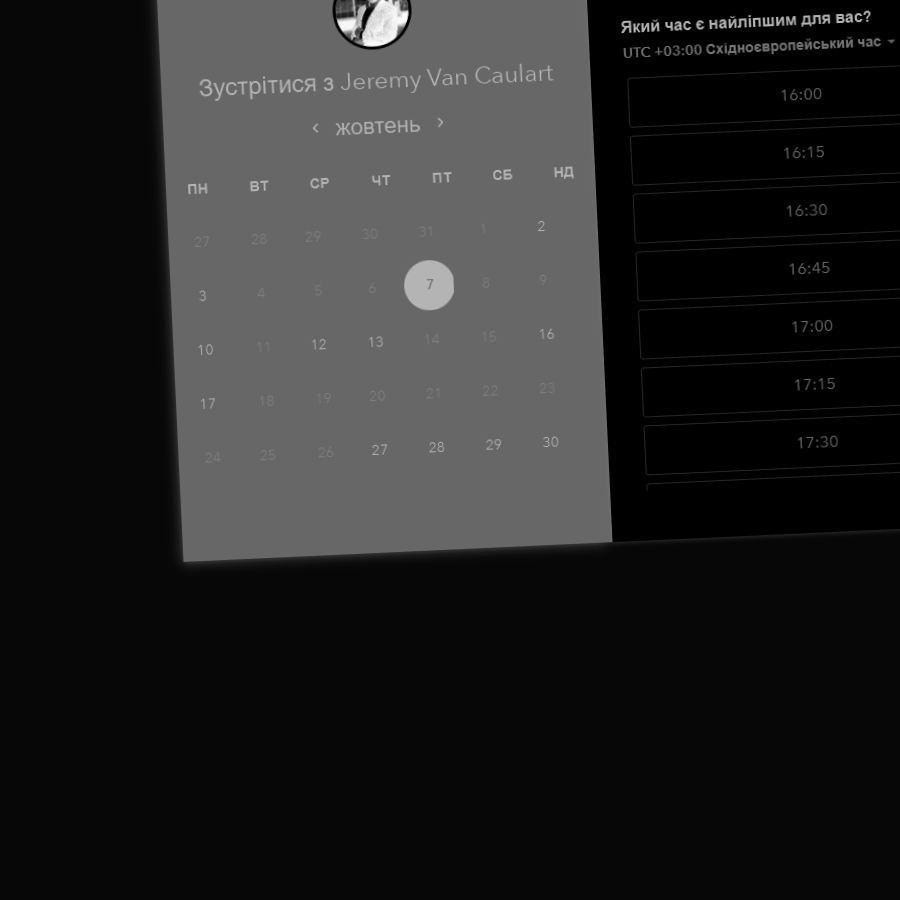 Зустрітися з Jeremy Van Caulart
жовтень
ПН ВТ СР ЧТ ПТ СБ НД
27 28 29 30 31 1 2
3 4 5 6 7 8 9
10 11 12 13 14 15 16
17 18 19 20 21 22 23
24 25 26 27 28 29 30
Який час є найліпшим для вас?
UTC +03:00 Східноєвропейський час
16:00
16:15
16:30
16:45
17:00
17:15
17:30